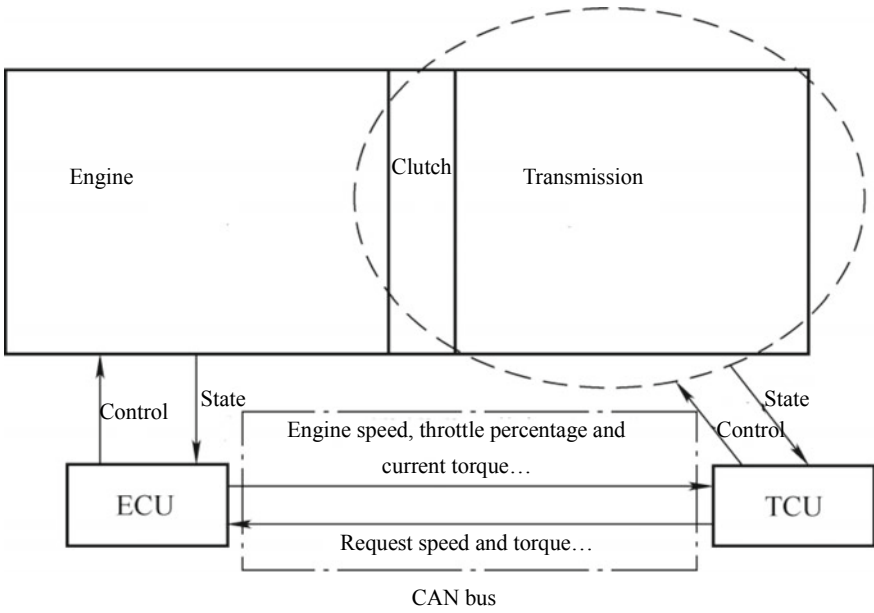 Engine
Clutch
Transmission
Control
State
Engine speed, throttle percentage and
current torque…
State
Control
ECU
TCU
Request speed and torque…
CAN bus